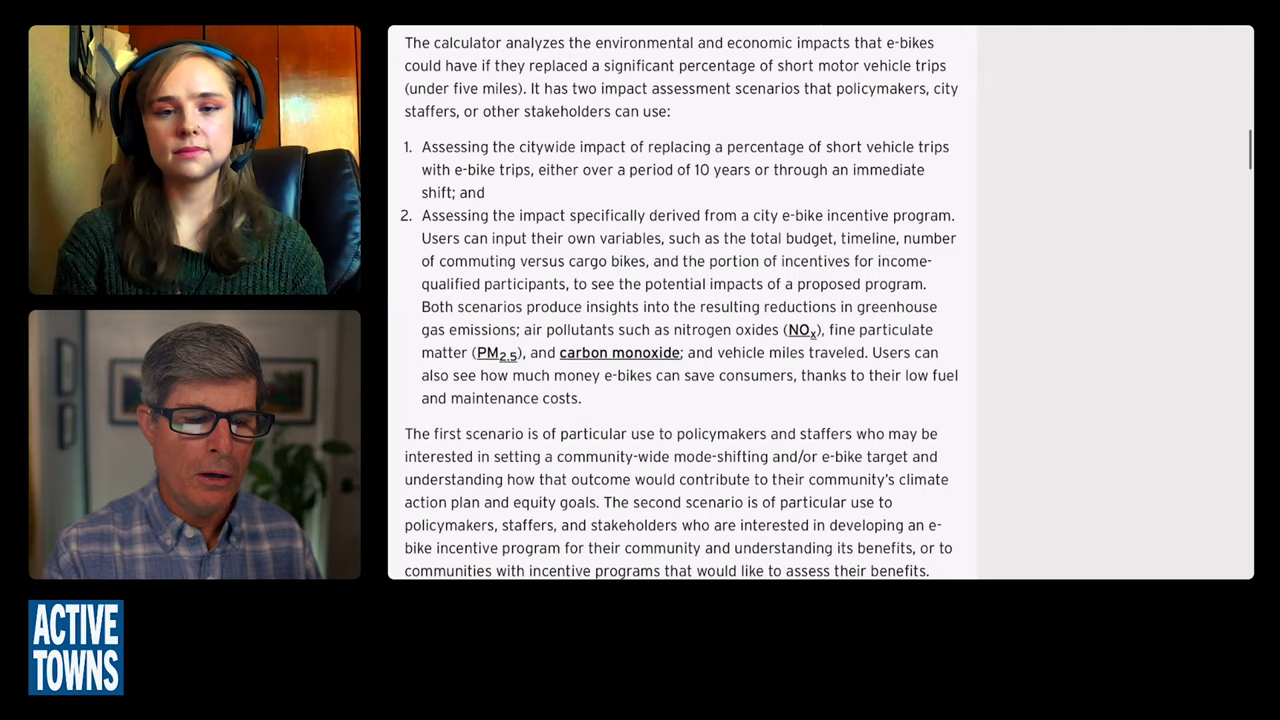 The calculator analyzes the environmental and economic impacts that e-bikes
could have if they replaced a significant percentage of short motor vehicle trips
(under five miles). It has two impact assessment scenarios that policymakers, city
staffers, or other stakeholders can use:
1. Assessing the citywide impact of replacing a percentage of short vehicle trips
with e-bike trips, either over a period of 10 years or through an immediate
shift; and
2. Assessing the impact specifically derived from a city e-bike incentive program.
Users can input their own variables, such as the total budget, timeline, number
of commuting versus cargo bikes, and the portion of incentives for income-
qualified participants, to see the potential impacts of a proposed program.
Both scenarios produce insights into the resulting reductions in greenhouse
gas emissions; air pollutants such as nitrogen oxides (NOx), fine particulate
matter (PM2.5), and carbon monoxide; and vehicle miles traveled. Users can
also see how much money e-bikes can save consumers, thanks to their low fuel
and maintenance costs.
The first scenario is of particular use to policymakers and staffers who may be
interested in setting a community-wide mode-shifting and/or e-bike target and
understanding how that outcome would contribute to their community's climate
action plan and equity goals. The second scenario is of particular use to
policymakers, staffers, and stakeholders who are interested in developing an e-
bike incentive program for their community and understanding its benefits, or to
communities with incentive programs that would like to assess their benefits.
ACTIVE
TOWNS